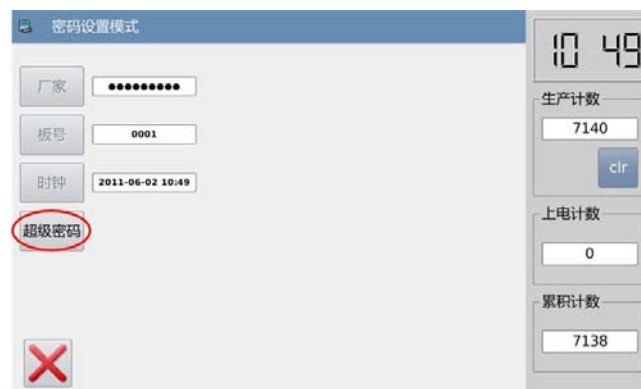 密码设置模式
厂家 ●●●●●●●●●
板号 0001
时钟 2011-06-02 10:49
超级密码
10 49
生产计数
7140
clr
上电计数
0
累积计数
7138